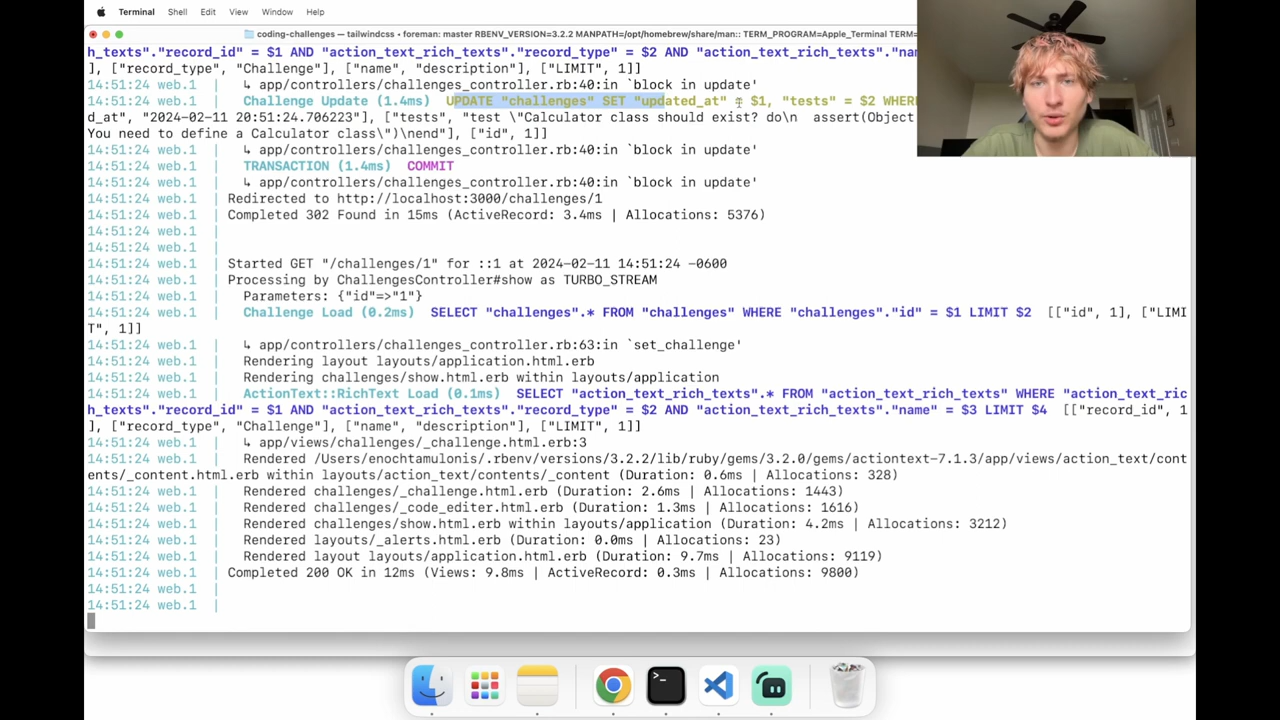 Terminal Shell Edit View Window Help
coding-challenges — tailwindcss ‹ foreman: master RBENV_VERSION=3.2.2 MANPATH=/opt/homebrew/share/man:: TERM_PROGRAM=Apple_Terminal TERM=
h_texts"."record_id" = $1 AND "action_text_rich_texts"."record_type" = $2 AND "action_text_rich_texts"."name
], ["record_type", "Challenge"], ["name", "description"], ["LIMIT", 1]]
14:51:24 web.1 | ↳ app/controllers/challenges_controller.rb:40:in `block in update'
14:51:24 web.1 | Challenge Update (1.4ms) UPDATE "challenges" SET "updated_at" = $1, "tests" = $2 WHERE
d_at", "2024-02-11 20:51:24.706223"], ["tests", "test \"Calculator class should exist? do\n assert(Object
You need to define a Calculator class\")\nend"], ["id", 1]]
14:51:24 web.1 | ↳ app/controllers/challenges_controller.rb:40:in `block in update'
14:51:24 web.1 | TRANSACTION (1.4ms) COMMIT
14:51:24 web.1 | ↳ app/controllers/challenges_controller.rb:40:in `block in update'
14:51:24 web.1 | Redirected to http://localhost:3000/challenges/1
14:51:24 web.1 | Completed 302 Found in 15ms (ActiveRecord: 3.4ms | Allocations: 5376)
14:51:24 web.1 |
14:51:24 web.1 |
14:51:24 web.1 | Started GET "/challenges/1" for ::1 at 2024-02-11 14:51:24 -0600
14:51:24 web.1 | Processing by ChallengesController#show as TURBO_STREAM
14:51:24 web.1 | Parameters: {"id"=>"1"}
14:51:24 web.1 | Challenge Load (0.2ms) SELECT "challenges".* FROM "challenges" WHERE "challenges"."id" = $1 LIMIT $2 [["id", 1], ["LIMI
T", 1]]
14:51:24 web.1 | ↳ app/controllers/challenges_controller.rb:63:in `set_challenge'
14:51:24 web.1 | Rendering layout layouts/application.html.erb
14:51:24 web.1 | Rendering challenges/show.html.erb within layouts/application
14:51:24 web.1 | ActionText::RichText Load (0.1ms) SELECT "action_text_rich_texts".* FROM "action_text_rich_texts" WHERE "action_text_ric
h_texts"."record_id" = $1 AND "action_text_rich_texts"."record_type" = $2 AND "action_text_rich_texts"."name" = $3 LIMIT $4 [["record_id", 1
], ["record_type", "Challenge"], ["name", "description"], ["LIMIT", 1]]
14:51:24 web.1 | ↳ app/views/challenges/_challenge.html.erb:3
14:51:24 web.1 | Rendered /Users/enochtamulonis/.rbenv/versions/3.2.2/lib/ruby/gems/3.2.0/gems/actiontext-7.1.3/app/views/action_text/cont
ents/_content.html.erb within layouts/action_text/contents/_content (Duration: 0.6ms | Allocations: 328)
14:51:24 web.1 | Rendered challenges/_challenge.html.erb (Duration: 2.6ms | Allocations: 1443)
14:51:24 web.1 | Rendered challenges/_code_editer.html.erb (Duration: 1.3ms | Allocations: 1616)
14:51:24 web.1 | Rendered challenges/show.html.erb within layouts/application (Duration: 4.2ms | Allocations: 3212)
14:51:24 web.1 | Rendered layouts/_alerts.html.erb (Duration: 0.0ms | Allocations: 23)
14:51:24 web.1 | Rendered layout layouts/application.html.erb (Duration: 9.7ms | Allocations: 9119)
14:51:24 web.1 | Completed 200 OK in 12ms (Views: 9.8ms | ActiveRecord: 0.3ms | Allocations: 9800)
14:51:24 web.1 |
14:51:24 web.1 |